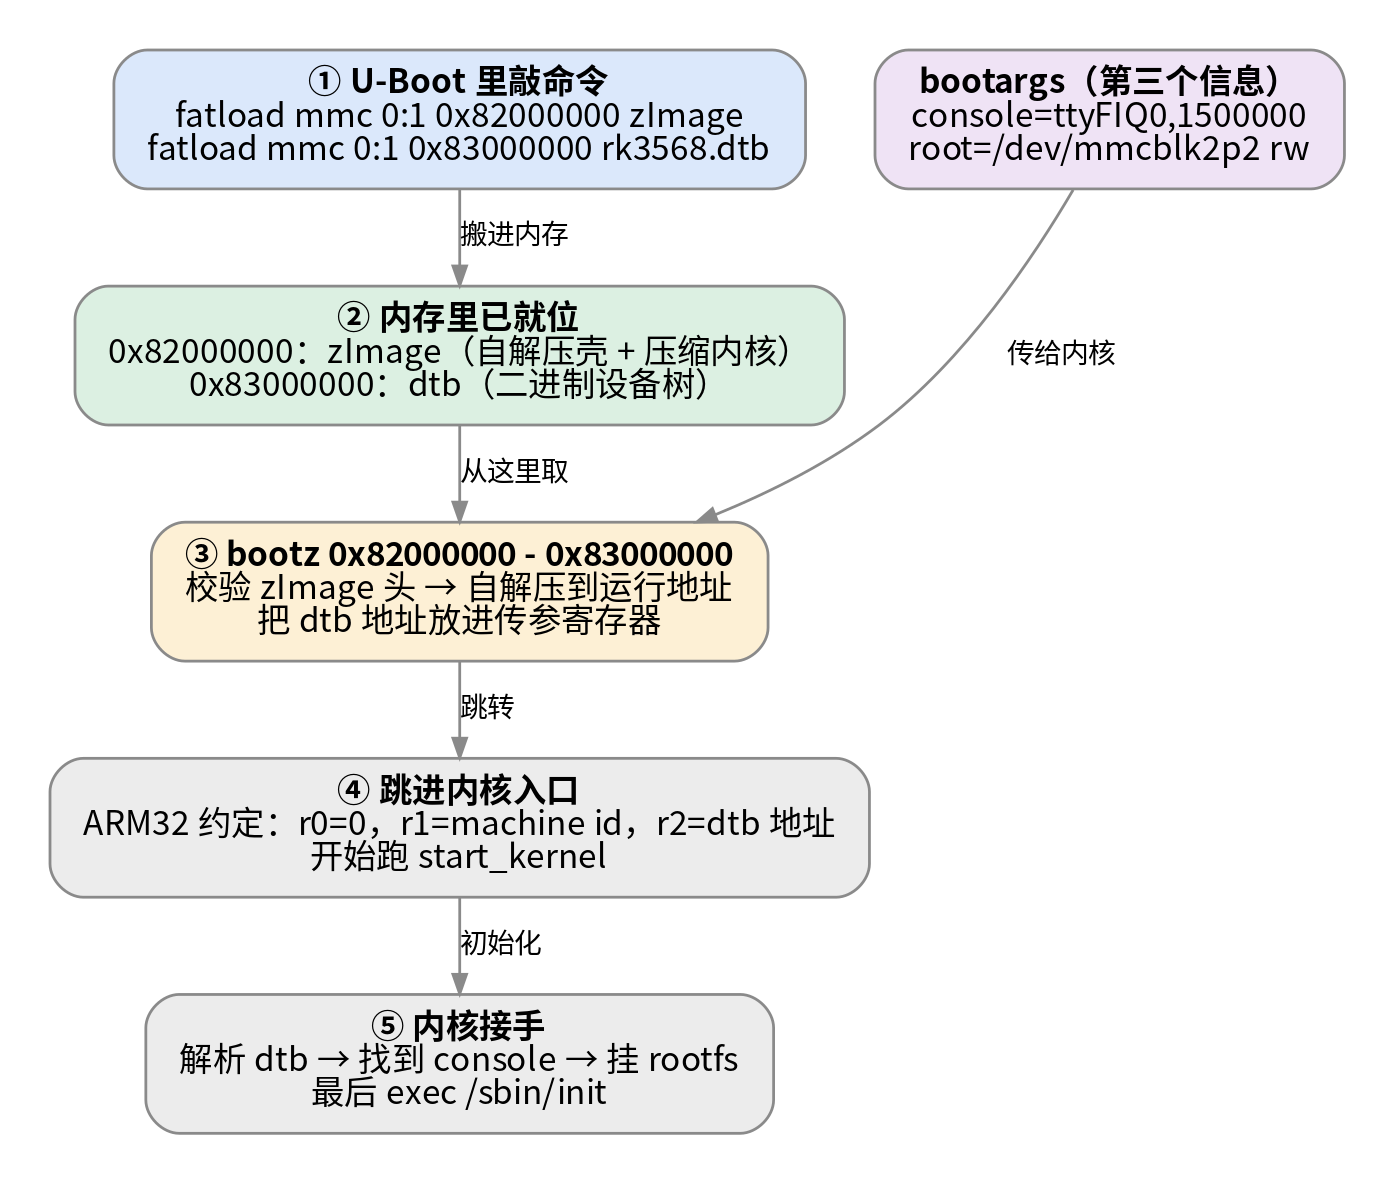 ① U-Boot 里敲命令
fatload mmc 0:1 0x82000000 zImage
fatload mmc 0:1 0x83000000 rk3568.dtb
bootargs（第三个信息）
console=ttyFIQ0,1500000
root=/dev/mmcblk2p2 rw
搬进内存
② 内存里已就位
0x82000000：zImage（自解压壳 + 压缩内核）
0x83000000：dtb（二进制设备树）
传给内核
从这里取
③ bootz 0x82000000 - 0x83000000
校验 zImage 头 → 自解压到运行地址
把 dtb 地址放进传参寄存器
跳转
④ 跳进内核入口
ARM32 约定：r0=0，r1=machine id，r2=dtb 地址
开始跑 start_kernel
初始化
⑤ 内核接手
解析 dtb → 找到 console → 挂 rootfs
最后 exec /sbin/init